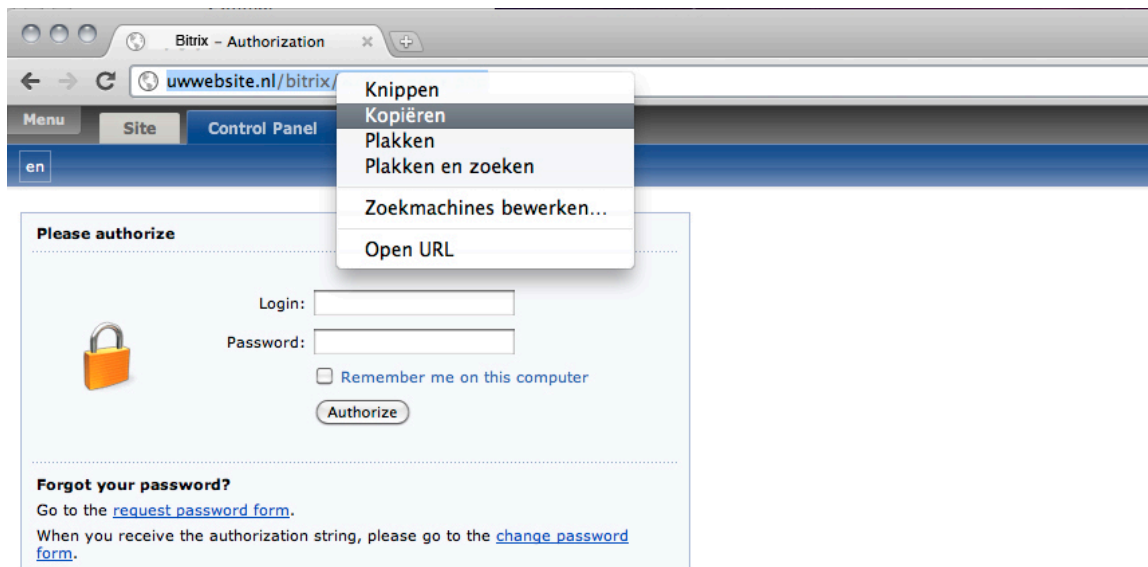 Bitrix – Authorization
uwwebsite.nl/bitrix/
Knippen
Kopiëren
Plakken
Plakken en zoeken
Zoekmachines bewerken...
Open URL
Menu
Site
Control Panel
en
Please authorize
Login:
Password:
Remember me on this computer
Authorize
Forgot your password?
Go to the request password form.
When you receive the authorization string, please go to the change password
form.